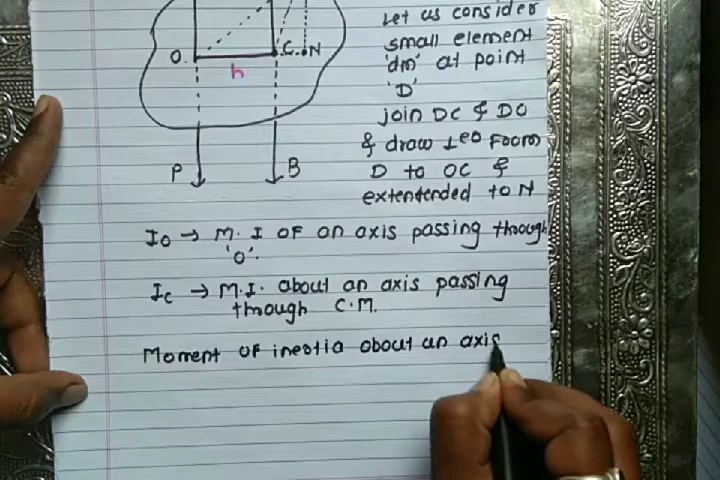 Let us consider
small element
'dm' at point
'D'
O.
C.
N
h
join DC & DO
& draw ⊥er From
P
B
D to OC &
extentended to N
Io → M.I OF an axis passing through
'O'.
Ic → M.I. about an axis passing
through C.M.
Moment OF inertia about an axis